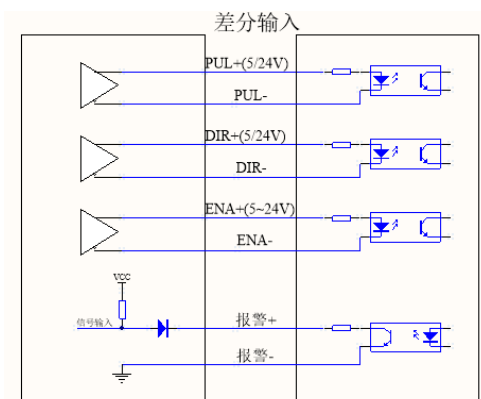 差分输入
PUL+(5/24V)
PUL-
DIR+(5/24V)
DIR-
ENA+(5~24V)
ENA-
VCC
信号输入
报警+
报警-